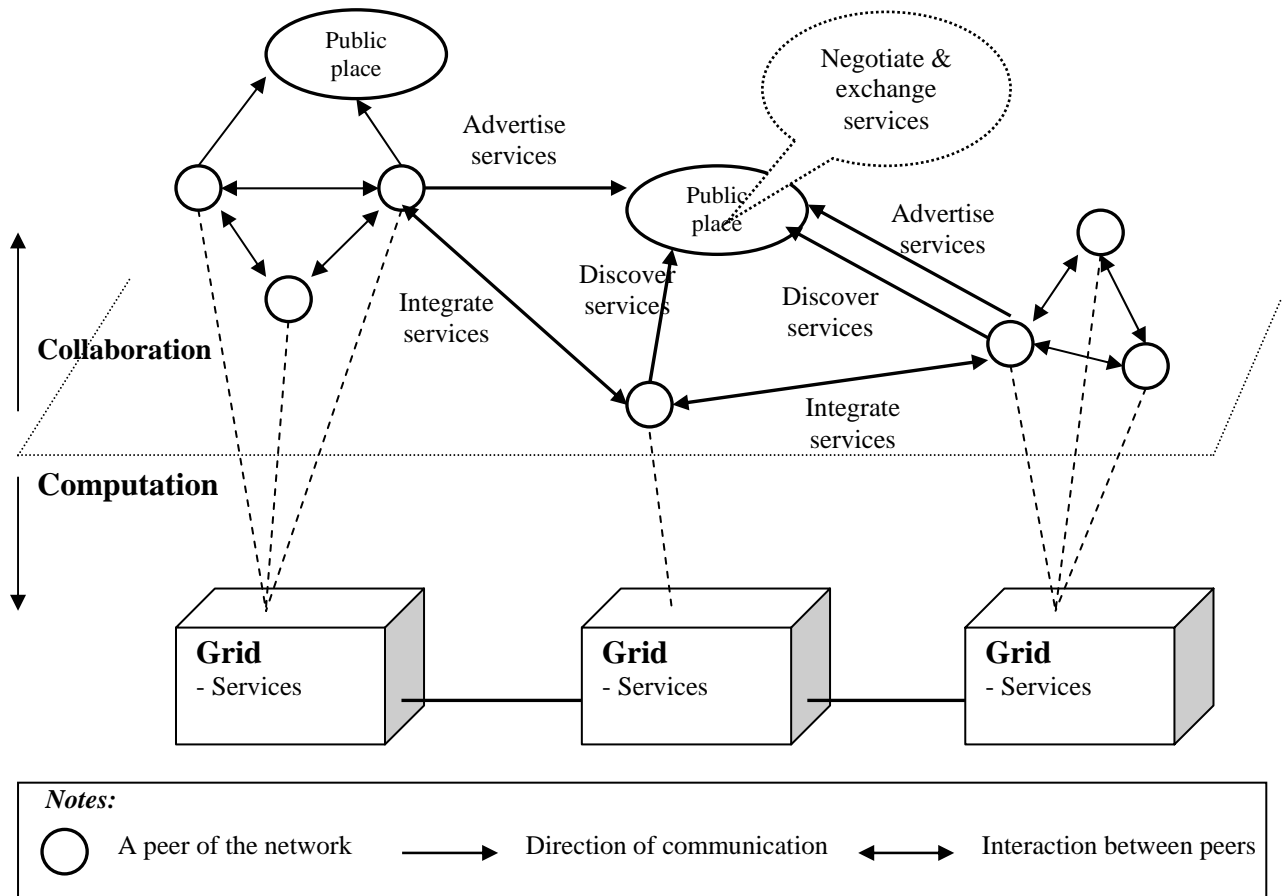 Public
place
Negotiate &
exchange
services
Advertise
services
Public
place
Advertise
services
Discover
services
Discover
services
Integrate
services
Collaboration
Integrate
services
Computation
Grid
- Services
Grid
- Services
Grid
- Services
Notes:
A peer of the network
Direction of communication
Interaction between peers